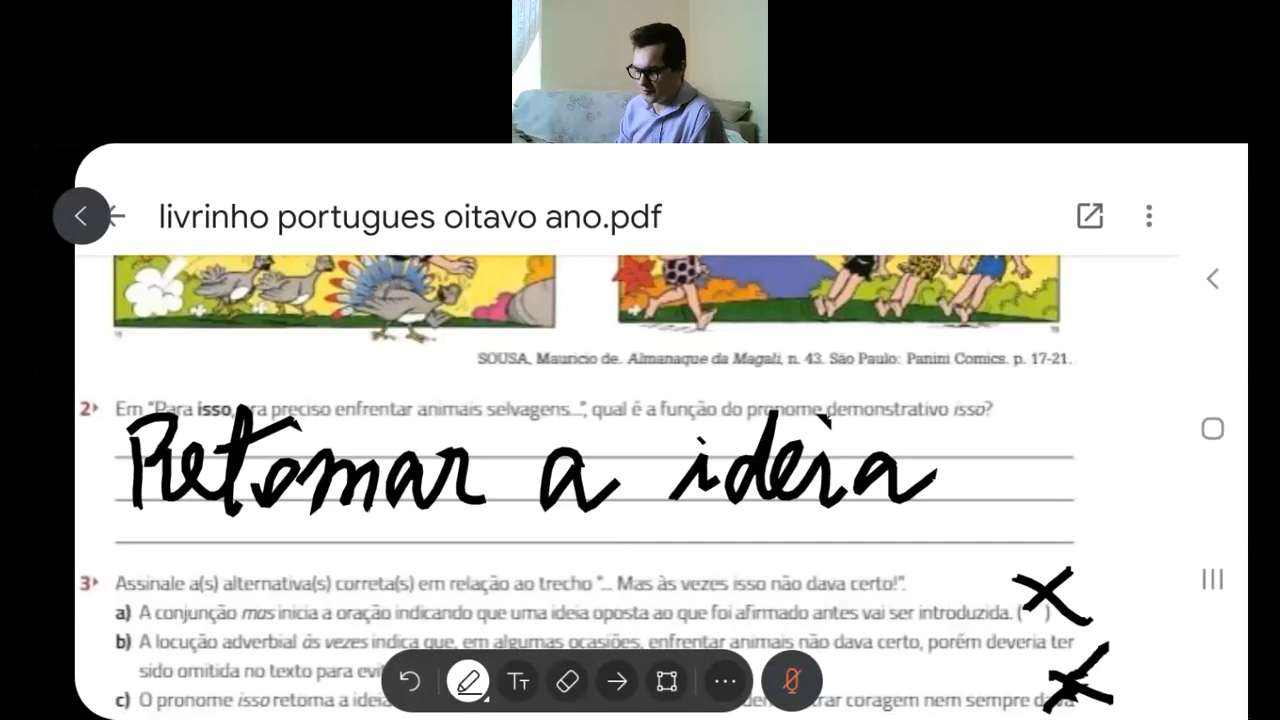 livrinho portugues oitavo ano.pdf
SOUSA, Mauricio de. Almanaque da Magali, n. 43. São Paulo: Panini Comics. p. 17-21.
2 Em "Para isso, era preciso enfrentar animais selvagens...", qual é a função do pronome demonstrativo isso?
Retomar a ideia
3 Assinale a(s) alternativa(s) correta(s) em relação ao trecho "... Mas às vezes isso não dava certo!".
a) A conjunção mas inicia a oração indicando que uma ideia oposta ao que foi afirmado antes vai ser introduzida. ( )
b) A locução adverbial às vezes indica que, em algumas ocasiões, enfrentar animais não dava certo, porém deveria ter
sido omitida no texto para
Tт
c) O pronome isso retoma a ideia coragem nem sempre